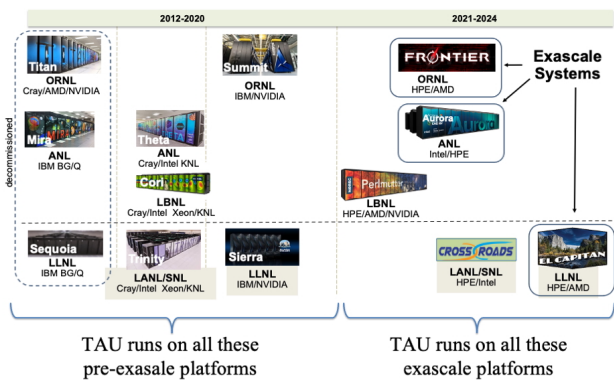 2012-2020
2021-2024
decommissioned
Titan
ORNL
Cray/AMD/NVIDIA
Summit
ORNL
IBM/NVIDIA
FRONTIER
ORNL
HPE/AMD
Exascale
Systems
Mira
ANL
IBM BG/Q
Theta
ANL
Cray/Intel KNL
Aurora
ANL
Intel/HPE
Cori
LBNL
Cray/Intel Xeon/KNL
Perlmutter
LBNL
HPE/AMD/NVIDIA
Sequoia
LLNL
IBM BG/Q
Trinity
LANL/SNL
Cray/Intel Xeon/KNL
Sierra
LLNL
IBM/NVIDIA
CROSS ROADS
LANL/SNL
HPE/Intel
EL CAPITAN
LLNL
HPE/AMD
TAU runs on all these
pre-exasale platforms
TAU runs on all these
exascale platforms